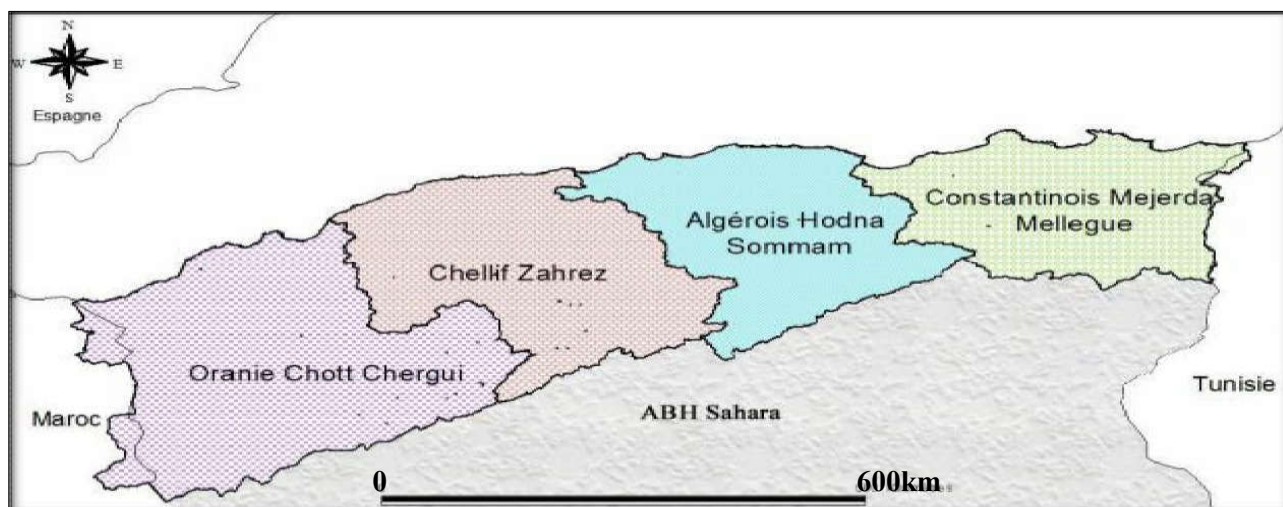 N
W E
S
Espagne
Constantinois Mejerda
Mellegue
Algérois Hodna
Sommam
Chellif Zahrez
Oranie Chott Chergui
Maroc
Tunisie
ABH Sahara
0 600km